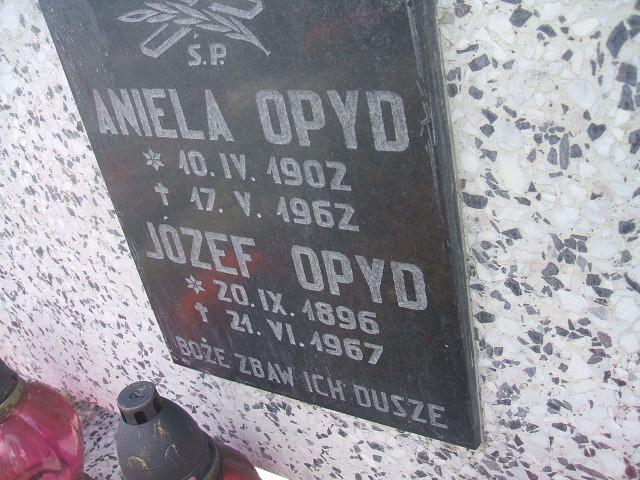 Ś.P.
ANIELA OPYD
* 10. IV. 1902
† 17. V. 1962
JÓZEF OPYD
* 20. IX. 1896
† 21. VI. 1967
BOŻE ZBAW ICH DUSZE